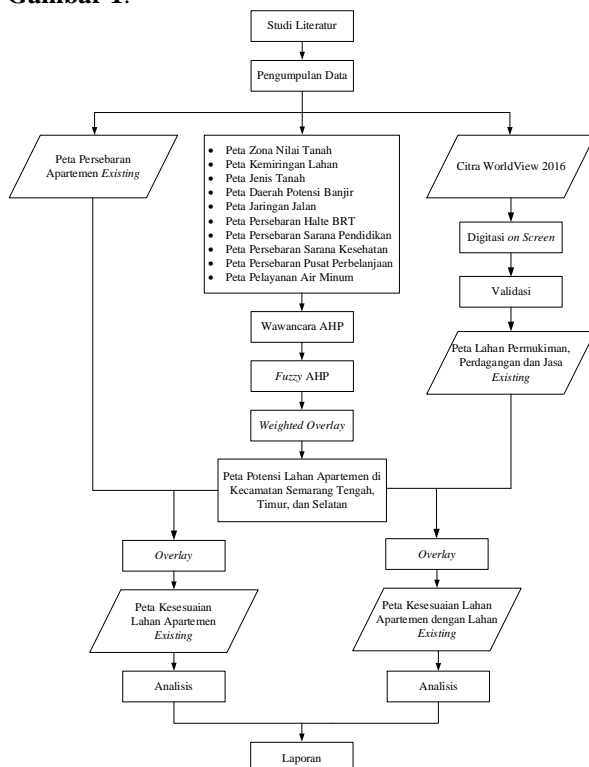 Gambar 1.
Studi Literatur
Pengumpulan Data
Peta Persebaran
Apartemen Existing
• Peta Zona Nilai Tanah
• Peta Kemiringan Lahan
• Peta Jenis Tanah
• Peta Daerah Potensi Banjir
• Peta Jaringan Jalan
• Peta Persebaran Halte BRT
• Peta Persebaran Sarana Pendidikan
• Peta Persebaran Sarana Kesehatan
• Peta Persebaran Pusat Perbelanjaan
• Peta Pelayanan Air Minum
Citra WorldView 2016
Digitasi on Screen
Validasi
Peta Lahan Permukiman,
Perdagangan dan Jasa
Existing
Wawancara AHP
Fuzzy AHP
Weighted Overlay
Peta Potensi Lahan Apartemen di
Kecamatan Semarang Tengah,
Timur, dan Selatan
Overlay
Overlay
Peta Kesesuaian
Lahan Apartemen
Existing
Peta Kesesuaian Lahan
Apartemen dengan Lahan
Existing
Analisis
Analisis
Laporan